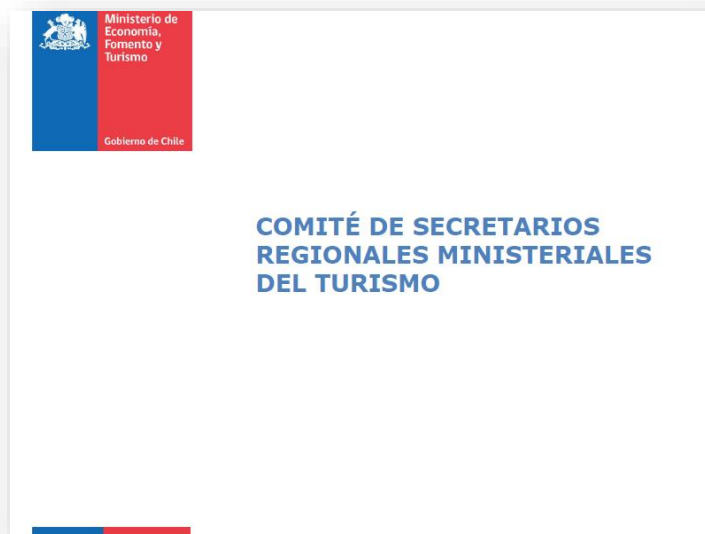 Ministerio de
Economía,
Fomento y
Turismo
Gobierno de Chile
COMITÉ DE SECRETARIOS
REGIONALES MINISTERIALES
DEL TURISMO